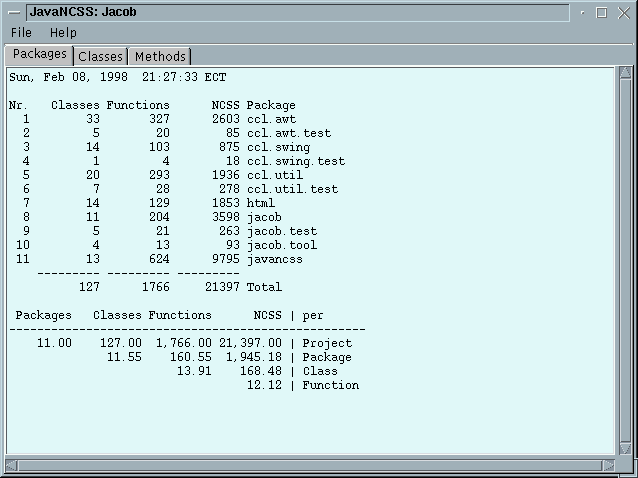 JavaNCSS: Jacob
File Help
Packages Classes Methods
Sun, Feb 08, 1998 21:27:33 ECT
Nr. Classes Functions NCSS Package
1 33 327 2603 ccl.awt
2 5 20 85 ccl.awt.test
3 14 103 875 ccl.swing
4 1 4 18 ccl.swing.test
5 20 293 1936 ccl.util
6 7 28 278 ccl.util.test
7 14 129 1853 html
8 11 204 3598 jacob
9 5 21 263 jacob.test
10 4 13 93 jacob.tool
11 13 624 9795 javancss
--------- --------- ---------
127 1766 21397 Total
Packages Classes Functions NCSS | per
---------------------------------------------------
11.00 127.00 1,766.00 21,397.00 | Project
11.55 160.55 1,945.18 | Package
13.91 168.48 | Class
12.12 | Function